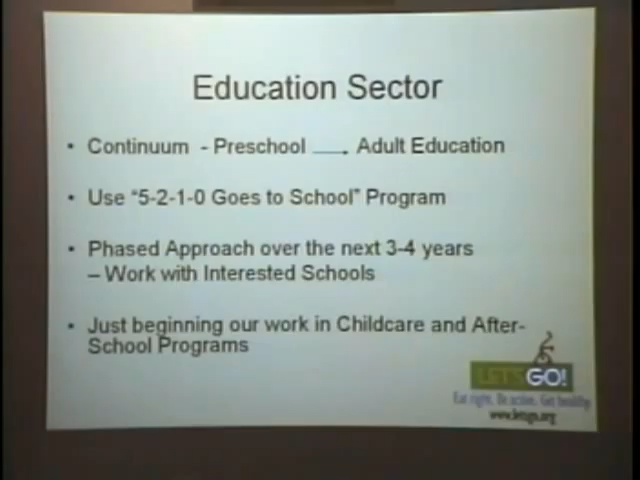 Education Sector
• Continuum - Preschool ___. Adult Education
• Use "5-2-1-0 Goes to School" Program
• Phased Approach over the next 3-4 years
– Work with Interested Schools
• Just beginning our work in Childcare and After-
School Programs
LET'S GO!
Eat right. Be active. Get healthy.
www.letsgo.org